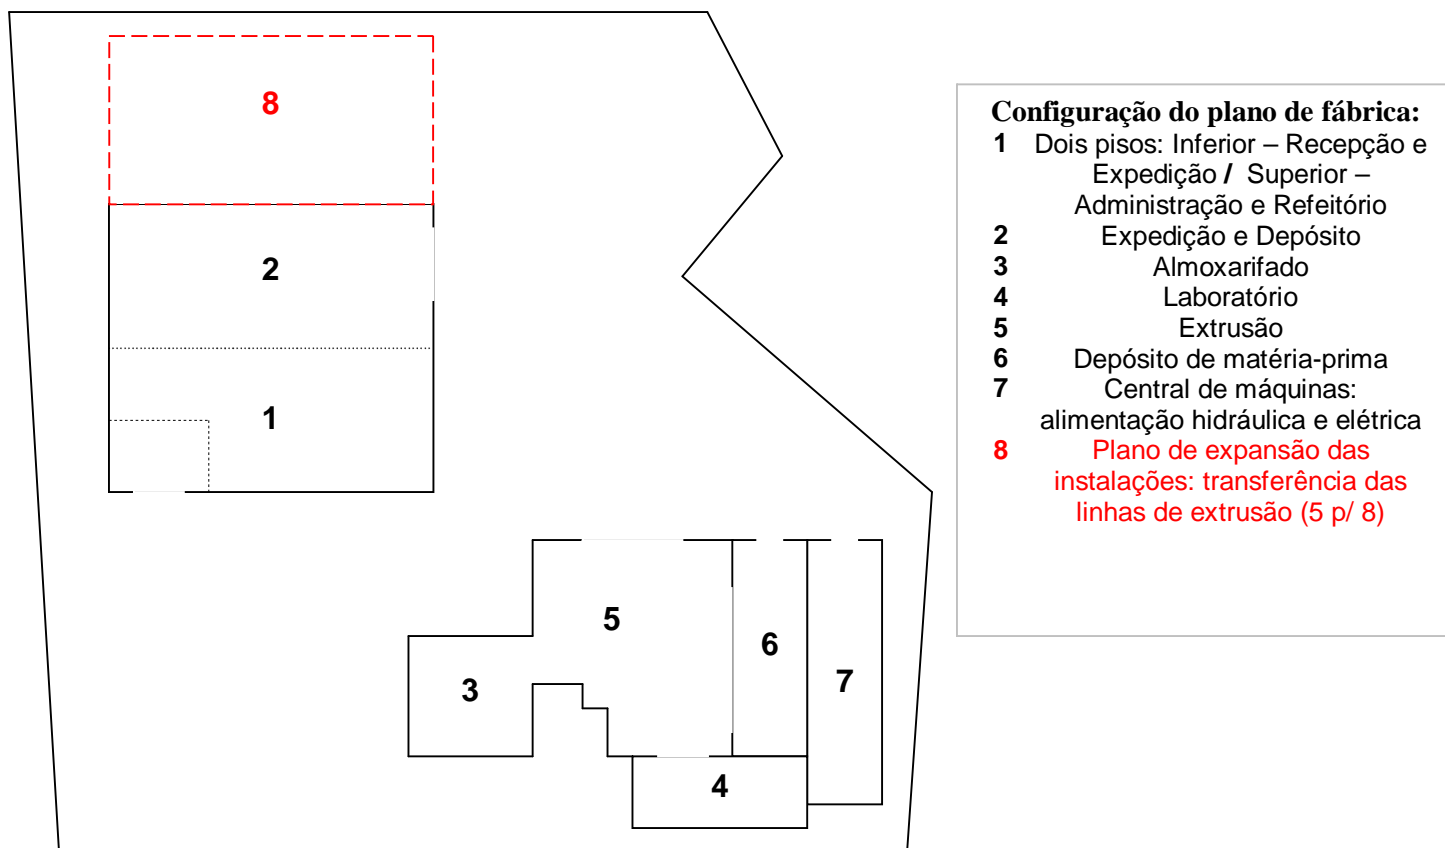 8
2
1
5
6
7
3
4
Configuração do plano de fábrica:
1 Dois pisos: Inferior – Recepção e
Expedição / Superior –
Administração e Refeitório
2 Expedição e Depósito
3 Almoxarifado
4 Laboratório
5 Extrusão
6 Depósito de matéria-prima
7 Central de máquinas:
alimentação hidráulica e elétrica
8 Plano de expansão das
instalações: transferência das
linhas de extrusão (5 p/ 8)